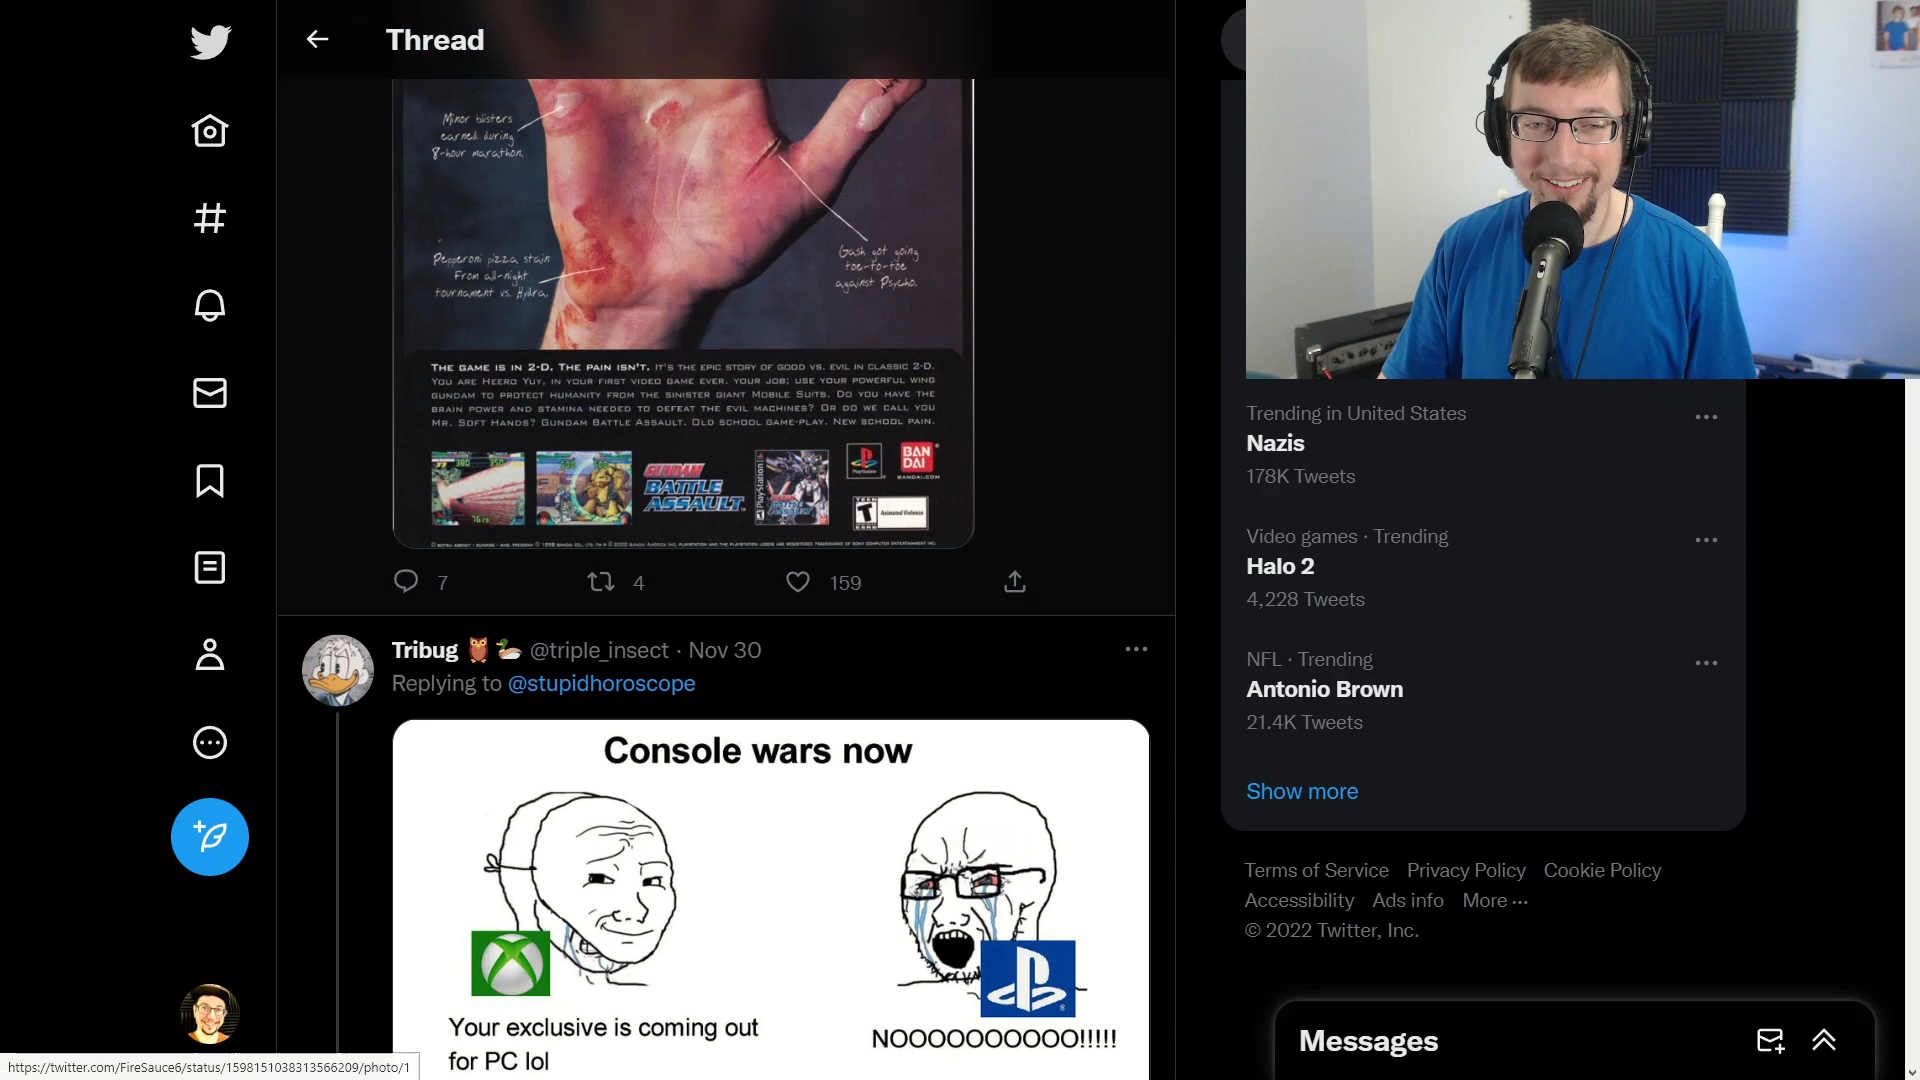 Thread
Minor blisters
earned during
8-hour marathon.
Pepperoni pizza stain
From all-night
tournament vs. Hydra.
Gash got going
toe-to-toe
against Psycho.
THE GAME IS IN 2-D. THE PAIN ISN'T. IT'S THE EPIC STORY OF GOOD VS. EVIL IN CLASSIC 2-D.
YOU ARE HEERO YUY, IN YOUR FIRST VIDEO GAME EVER. YOUR JOB; USE YOUR POWERFUL WING
GUNDAM TO PROTECT HUMANITY FROM THE SINISTER GIANT MOBILE SUITS. DO YOU HAVE THE
BRAIN POWER AND STAMINA NEEDED TO DEFEAT THE EVIL MACHINES? OR DO WE CALL YOU
MR. SOFT HANDS? GUNDAM BATTLE ASSAULT. OLD SCHOOL GAME-PLAY. NEW SCHOOL PAIN.
GUNDAM
BATTLE
ASSAULT
PlayStation
PlayStation
BAN
DAI
BANDAI.COM
TEEN
T
Animated Violence
ESRB
7
4
159
Tribug 🦉🦆 @triple_insect · Nov 30
Replying to @stupidhoroscope
Console wars now
Your exclusive is coming out
for PC lol
NOOOOOOOOOO!!!!!
Trending in United States
Nazis
178K Tweets
Video games · Trending
Halo 2
4,228 Tweets
NFL · Trending
Antonio Brown
21.4K Tweets
Show more
Terms of Service Privacy Policy Cookie Policy
Accessibility Ads info More ···
© 2022 Twitter, Inc.
Messages
https://twitter.com/FireSauce6/status/1598151038313566209/photo/1